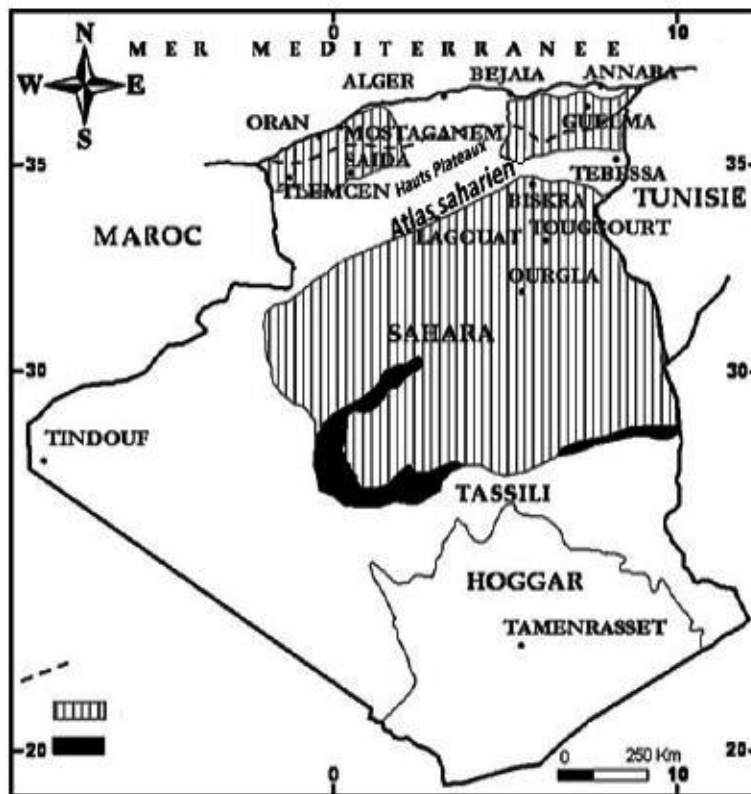 0
10
N
W
E
S
MER MEDITERRANEE
ALGER
BEJAIA
ANNABA
ORAN
MOSTAGANEM
GUELMA
35
35
SAIDA
TLEMCEN
Hauts Plateaux
TEBESSA
Atlas saharien
BISKRA
TUNISIE
MAROC
LAGOUAT
TOUGGOURT
OURGLA
SAHARA
30
30
TINDOUF
TASSILI
HOGGAR
TAMENRASSET
20
20
0 250 Km
0
10